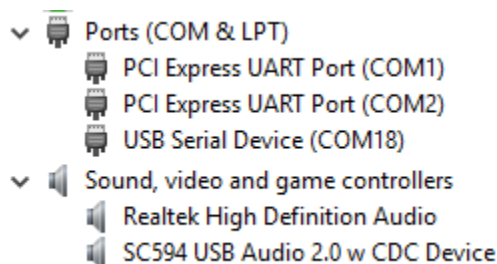 Ports (COM & LPT)
PCI Express UART Port (COM1)
PCI Express UART Port (COM2)
USB Serial Device (COM18)
Sound, video and game controllers
Realtek High Definition Audio
SC594 USB Audio 2.0 w CDC Device